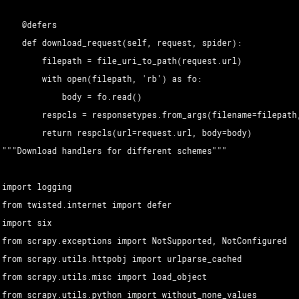 @defers
def download_request(self, request, spider):
filepath = file_uri_to_path(request.url)
with open(filepath, 'rb') as fo:
body = fo.read()
respcls = responsetypes.from_args(filename=filepath,
return respcls(url=request.url, body=body)
"""Download handlers for different schemes"""
import logging
from twisted.internet import defer
import six
from scrapy.exceptions import NotSupported, NotConfigured
from scrapy.utils.httpobj import urlparse_cached
from scrapy.utils.misc import load_object
from scrapy.utils.python import without_none_values